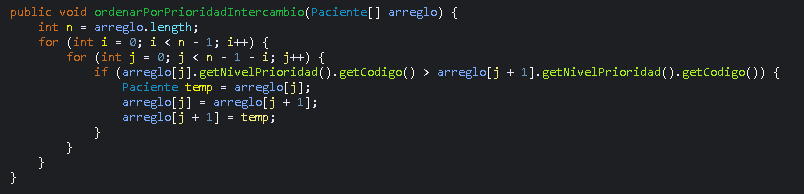 public void ordenarPorPrioridadIntercambio(Paciente[] arreglo) {
    int n = arreglo.length;
    for (int i = 0; i < n - 1; i++) {
        for (int j = 0; j < n - 1 - i; j++) {
            if (arreglo[j].getNivelPrioridad().getCodigo() > arreglo[j + 1].getNivelPrioridad().getCodigo()) {
                Paciente temp = arreglo[j];
                arreglo[j] = arreglo[j + 1];
                arreglo[j + 1] = temp;
            }
        }
    }
}